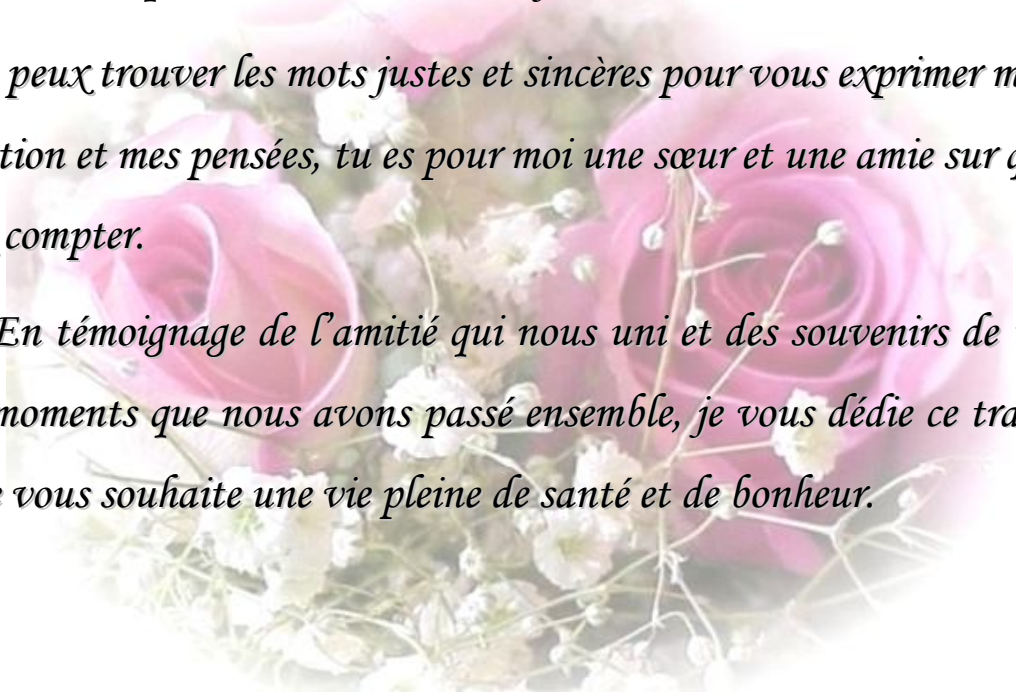 peux trouver les mots justes et sincères pour vous exprimer
et mes pensées, tu es pour moi une sœur et une amie sur
compter.
En témoignage de l'amitié qui nous uni et des souvenirs de
moments que nous avons passé ensemble, je vous dédie ce
vous souhaite une vie pleine de santé et de bonheur.